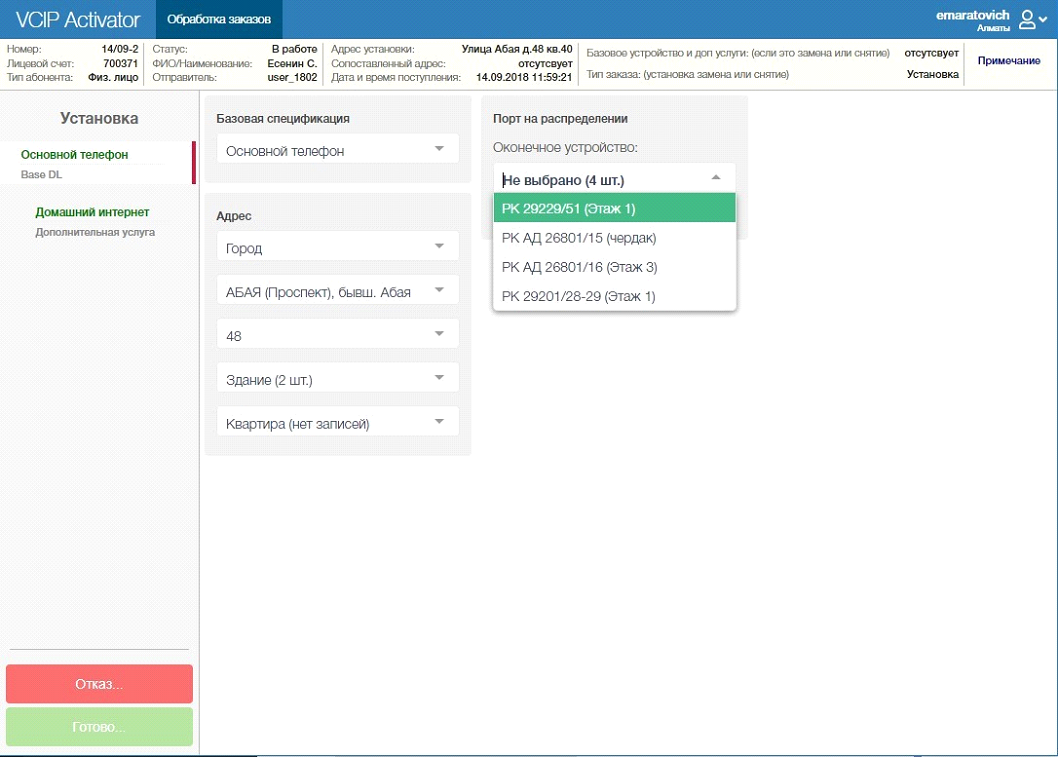 VCIP Activator
Обработка заказов
emaratovich
Алматы
Номер: 14/09-2
Лицевой счет: 700371
Тип абонента: Физ. лицо
Статус: В работе
ФИО/Наименование: Есенин С.
Отправитель: user_1802
Адрес установки: Улица Абая д.48 кв.40
Сопоставленный адрес: отсутсвует
Дата и время поступления: 14.09.2018 11:59:21
Базовое устройство и доп услуги: (если это замена или снятие) отсутсвует
Тип заказа: (установка замена или снятие) Установка
Примечание
Установка
Основной телефон
Base DL
Домашний интернет
Дополнительная услуга
Отказ...
Готово...
Базовая спецификация
Основной телефон
Адрес
Город
АБАЯ (Проспект), бывш. Абая
48
Здание (2 шт.)
Квартира (нет записей)
Порт на распределении
Оконечное устройство:
Не выбрано (4 шт.)
РК 29229/51 (Этаж 1)
РК АД 26801/15 (чердак)
РК АД 26801/16 (Этаж 3)
РК 29201/28-29 (Этаж 1)